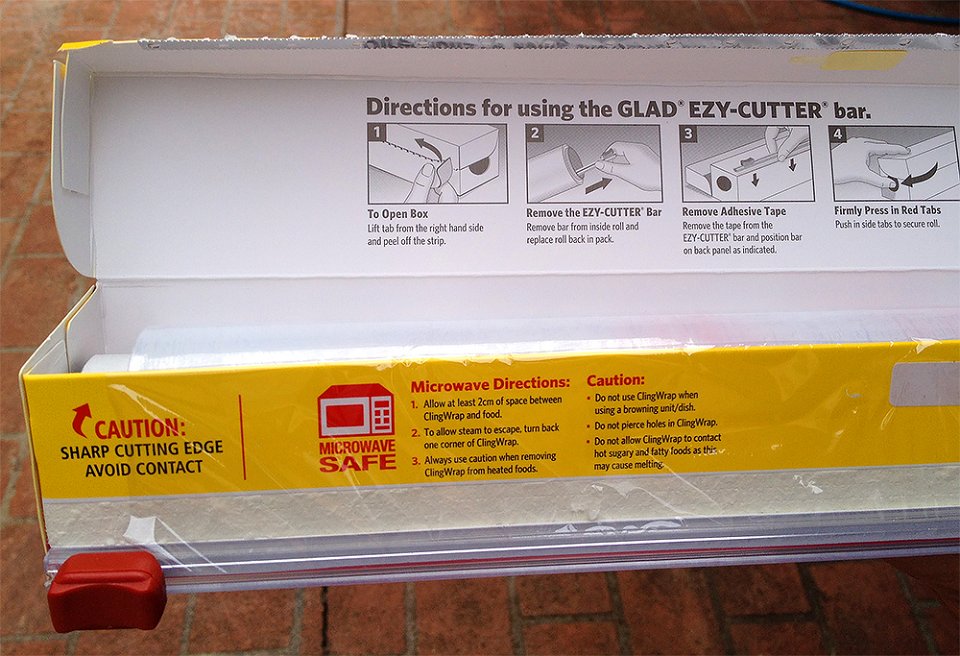 Directions for using the GLAD® EZY-CUTTER® bar.
1
2
3
4
To Open Box
Lift tab from the right hand side
and peel off the strip.
Remove the EZY-CUTTER® Bar
Remove bar from inside roll and
replace roll back in pack.
Remove Adhesive Tape
Remove the tape from the
EZY-CUTTER® bar and position bar
on back panel as indicated.
Firmly Press in Red Tabs
Push in side tabs to secure roll.
CAUTION:
SHARP CUTTING EDGE
AVOID CONTACT
MICROWAVE
SAFE
Microwave Directions:
1. Allow at least 2cm of space between
ClingWrap and food.
2. To allow steam to escape, turn back
one corner of ClingWrap.
3. Always use caution when removing
ClingWrap from heated foods.
Caution:
• Do not use ClingWrap when
using a browning unit/dish.
• Do not pierce holes in ClingWrap.
• Do not allow ClingWrap to contact
hot sugary and fatty foods as this
may cause melting.